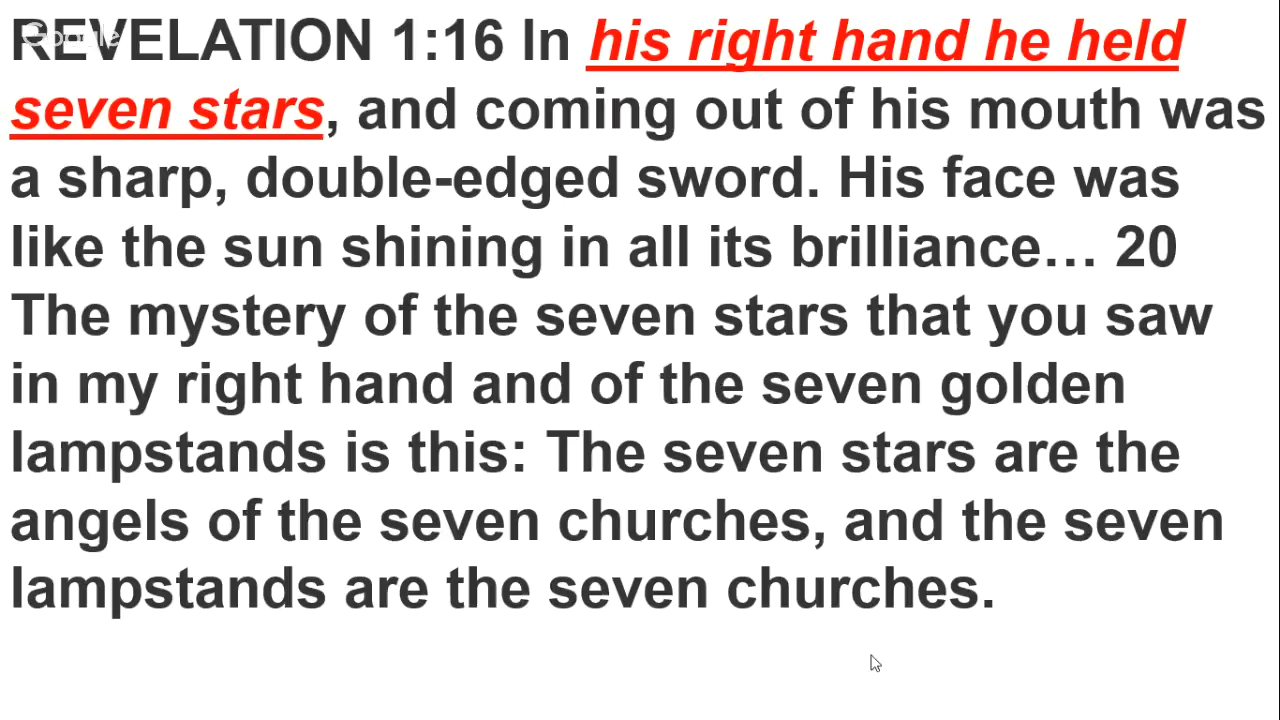 Google
REVELATION 1:16 In his right hand he held
seven stars, and coming out of his mouth was
a sharp, double-edged sword. His face was
like the sun shining in all its brilliance… 20
The mystery of the seven stars that you saw
in my right hand and of the seven golden
lampstands is this: The seven stars are the
angels of the seven churches, and the seven
lampstands are the seven churches.